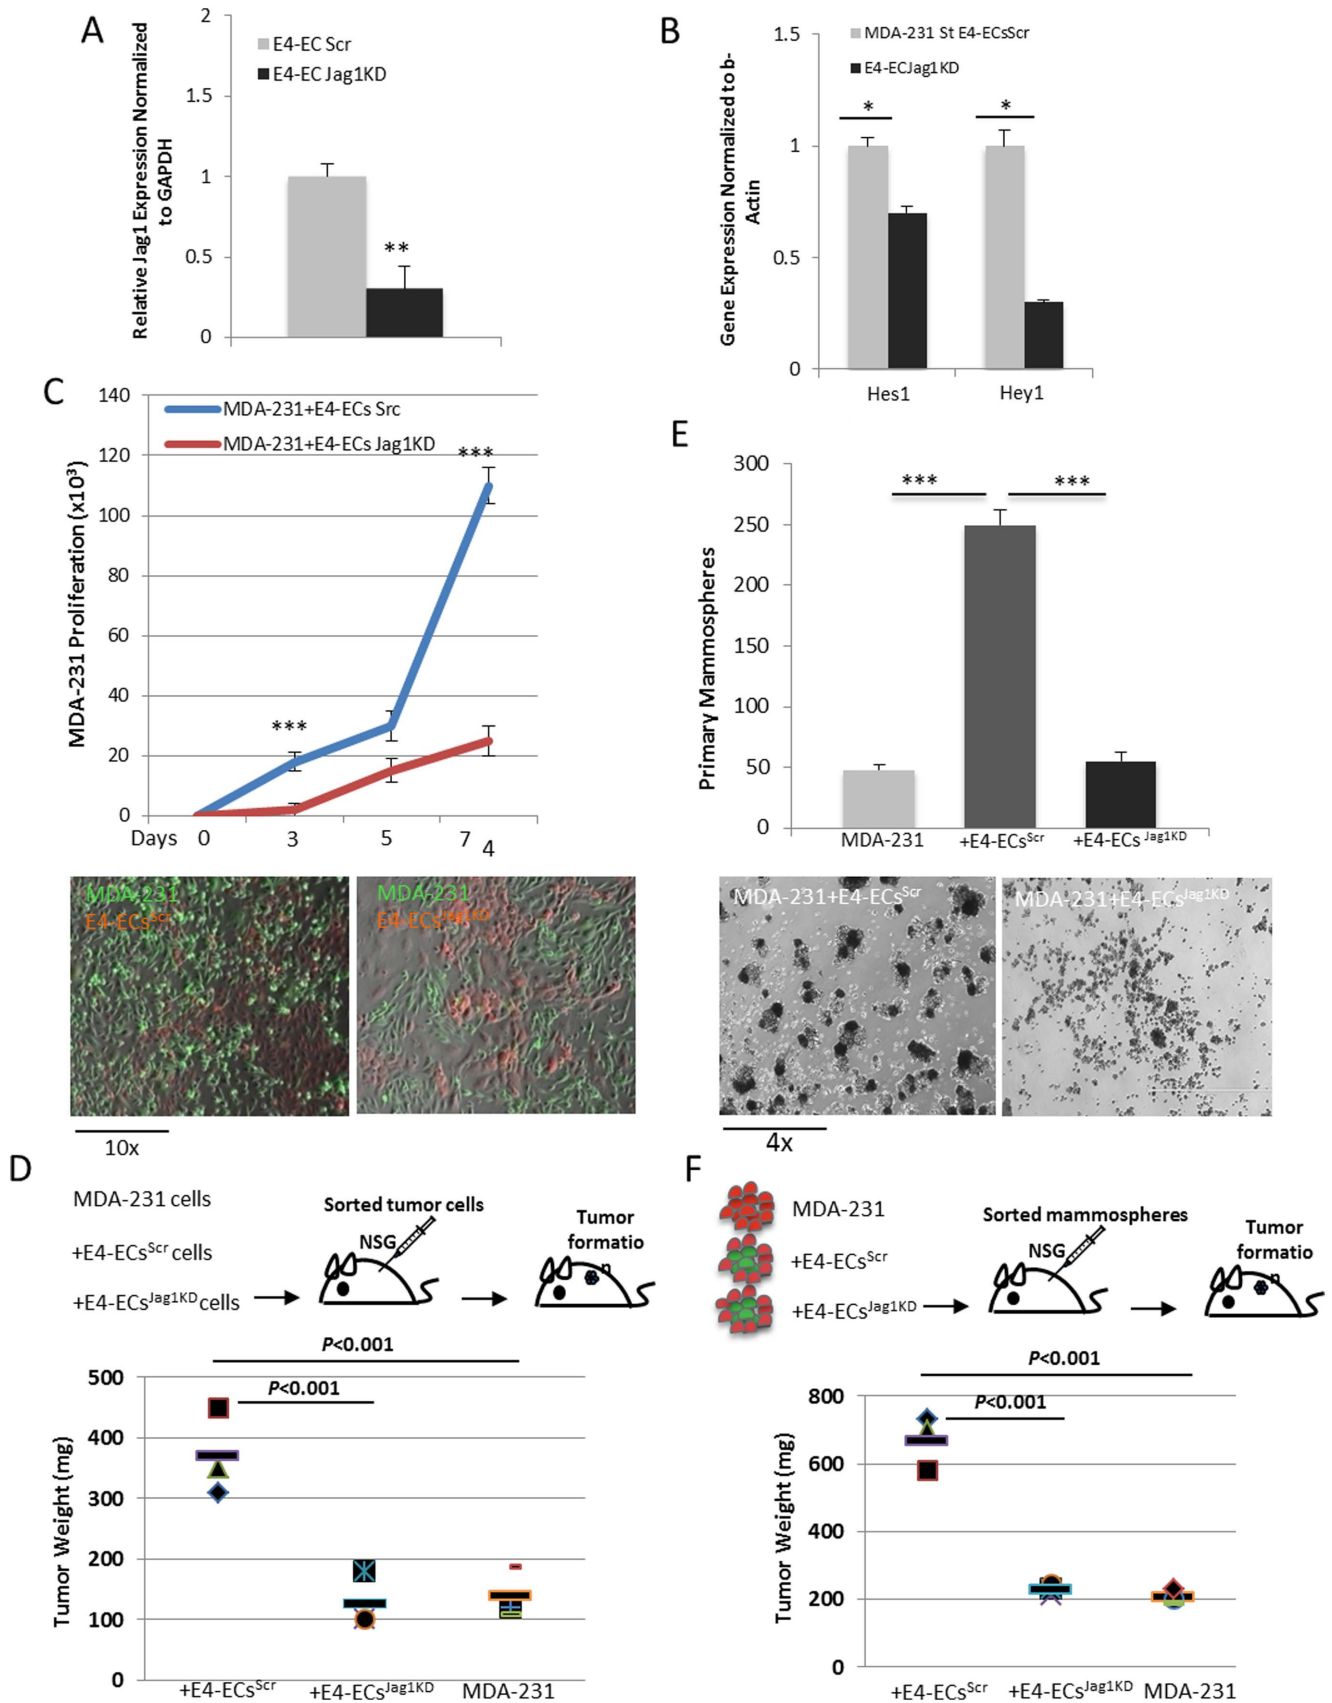 A
2
1.5
1
0.5
0
Relative Jag1 Expression Normalized
to GAPDH
E4-EC Scr
E4-EC Jag1KD
**
B
1.5
1
0.5
0
Gene Expression Normalized to b-
Actin
MDA-231 St E4-ECsScr
E4-ECJag1KD
*
*
Hes1
Hey1
C
140
120
100
80
60
40
20
0
MDA-231 Proliferation (x10³)
MDA-231+E4-ECs Src
MDA-231+E4-ECs Jag1KD
***
***
Days 0 3 5 7
4
MDA-231
E4-ECsScr
MDA-231
E4-ECsJag1KD
10x
E
300
250
200
150
100
50
0
Primary Mammospheres
***
***
MDA-231
+E4-ECsScr
+E4-ECs Jag1KD
MDA-231+E4-ECsScr
MDA-231+E4-ECsJag1KD
4x
D
MDA-231 cells
+E4-ECsScr cells
+E4-ECsJag1KD cells
Sorted tumor cells
NSG
Tumor
formatio
n
P<0.001
P<0.001
500
400
300
200
100
0
Tumor Weight (mg)
+E4-ECsScr
+E4-ECsJag1KD
MDA-231
F
MDA-231
+E4-ECsScr
+E4-ECsJag1KD
Sorted mammospheres
NSG
Tumor
formatio
n
P<0.001
P<0.001
800
600
400
200
0
Tumor Weight (mg)
+E4-ECsScr
+E4-ECsJag1KD
MDA-231